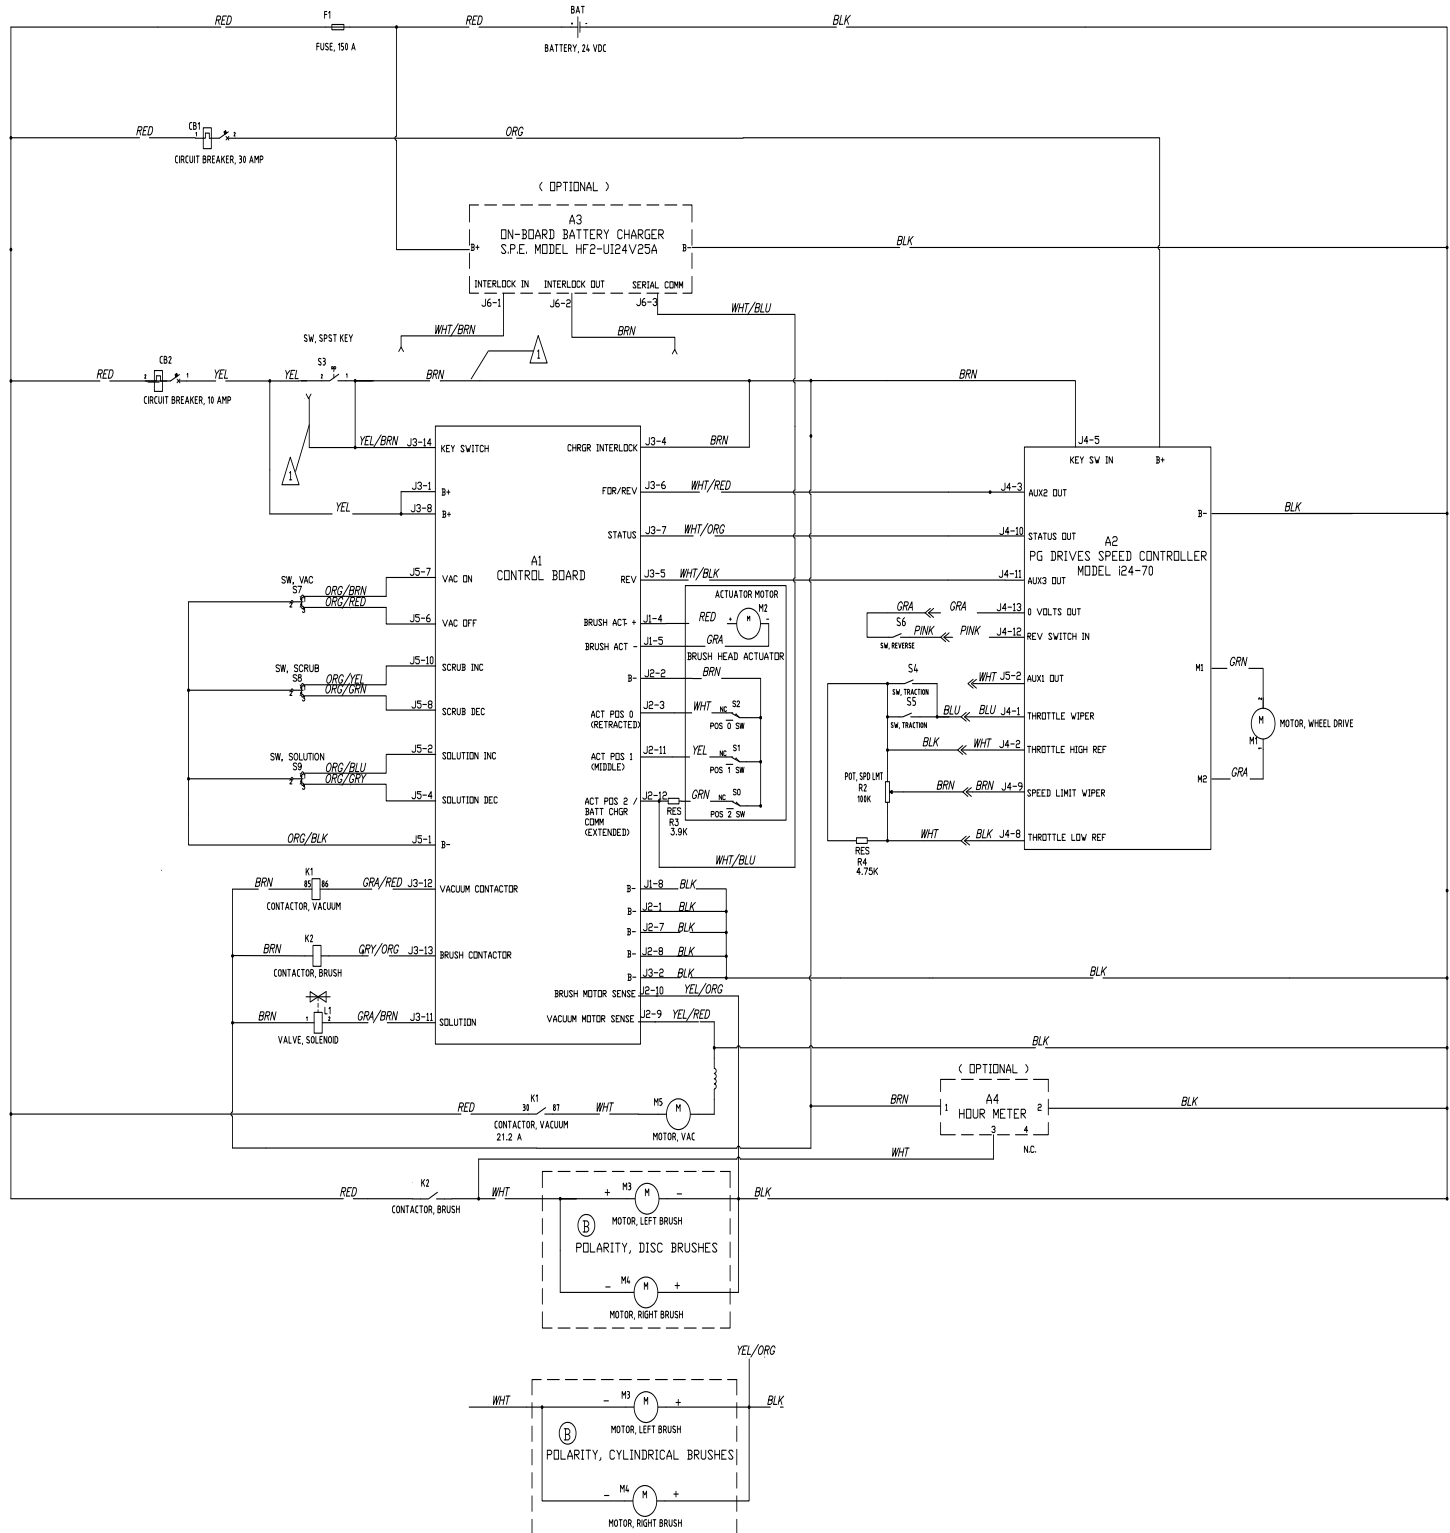 RED
F1
FUSE, 150 A
RED
BAT
+ -
BATTERY, 24 VDC
BLK
RED
CB1
1 2
CIRCUIT BREAKER, 30 AMP
ORG
( OPTIONAL )
A3
ON-BOARD BATTERY CHARGER
S.P.E. MODEL HF2-UI24V25A
B+
B-
BLK
INTERLOCK IN INTERLOCK OUT SERIAL COMM
J6-1 J6-2 J6-3
WHT/BRN
BRN
WHT/BLU
SW, SPST KEY
1
RED
CB2
2 1
CIRCUIT BREAKER, 10 AMP
YEL
YEL
S3
2 1
BRN
BRN
YEL/BRN J3-14 KEY SWITCH
1
J3-1 B+
YEL J3-8 B+
CHRGR INTERLOCK J3-4 BRN
FOR/REV J3-6 WHT/RED
STATUS J3-7 WHT/ORG
REV J3-5 WHT/BLK
A1
CONTROL BOARD
J4-5
KEY SW IN B+
J4-3 AUX2 OUT
B- BLK
J4-10 STATUS OUT
A2
PG DRIVES SPEED CONTROLLER
MODEL i24-70
J4-11 AUX3 OUT
SW, VAC
S7
2 3
ORG/BRN
ORG/RED
J5-7 VAC ON
J5-6 VAC OFF
SW, SCRUB
S8
2 3
ORG/YEL
ORG/GRN
J5-10 SCRUB INC
J5-8 SCRUB DEC
SW, SOLUTION
S9
2 3
ORG/BLU
ORG/GRY
J5-2 SOLUTION INC
J5-4 SOLUTION DEC
ORG/BLK J5-1 B-
ACTUATOR MOTOR
BRUSH ACT + J1-4 RED + M - M2
BRUSH ACT - J1-5 GRA
BRUSH HEAD ACTUATOR
B- J2-2 BRN
ACT POS 0
(RETRACTED)
J2-3 WHT NC S2
POS 0 SW
ACT POS 1
(MIDDLE)
J2-11 YEL NC S1
POS 1 SW
ACT POS 2 /
BATT CHGR
COMM
(EXTENDED)
J2-12
RES
R3
3.9K
GRN NC S0
POS 2 SW
WHT/BLU
GRA GRA J4-13 0 VOLTS OUT
S6
SW, REVERSE
PINK PINK J4-12 REV SWITCH IN
S4
SW, TRACTION
WHT J5-2 AUX1 OUT
S5
SW, TRACTION
BLU BLU J4-1 THROTTLE WIPER
BLK WHT J4-2 THROTTLE HIGH REF
POT, SPD LMT
R2
100K
BRN BRN J4-9 SPEED LIMIT WIPER
WHT BLK J4-8 THROTTLE LOW REF
RES
R4
4.75K
M1 GRN
2
M
M1
1
MOTOR, WHEEL DRIVE
M2 GRA
BRN
K1
85 86
CONTACTOR, VACUUM
GRA/RED J3-12 VACUUM CONTACTOR
BRN
K2
CONTACTOR, BRUSH
GRY/ORG J3-13 BRUSH CONTACTOR
BRN
L1
1 2
VALVE, SOLENOID
GRA/BRN J3-11 SOLUTION
B- J1-8 BLK
B- J2-1 BLK
B- J2-7 BLK
B- J2-8 BLK
B- J3-2 BLK
BLK
BRUSH MOTOR SENSE J2-10 YEL/ORG
VACUUM MOTOR SENSE J2-9 YEL/RED
BLK
( OPTIONAL )
BRN
1 A4 2
HOUR METER
3 4
N.C.
BLK
RED
K1
30 87
CONTACTOR, VACUUM
21.2 A
WHT
M5
M
MOTOR, VAC
WHT
RED
K2
CONTACTOR, BRUSH
WHT
+ M3 M -
MOTOR, LEFT BRUSH
BLK
B
POLARITY, DISC BRUSHES
- M4 M +
MOTOR, RIGHT BRUSH
YEL/ORG
WHT
- M3 M +
MOTOR, LEFT BRUSH
BLK
B
POLARITY, CYLINDRICAL BRUSHES
- M4 M +
MOTOR, RIGHT BRUSH